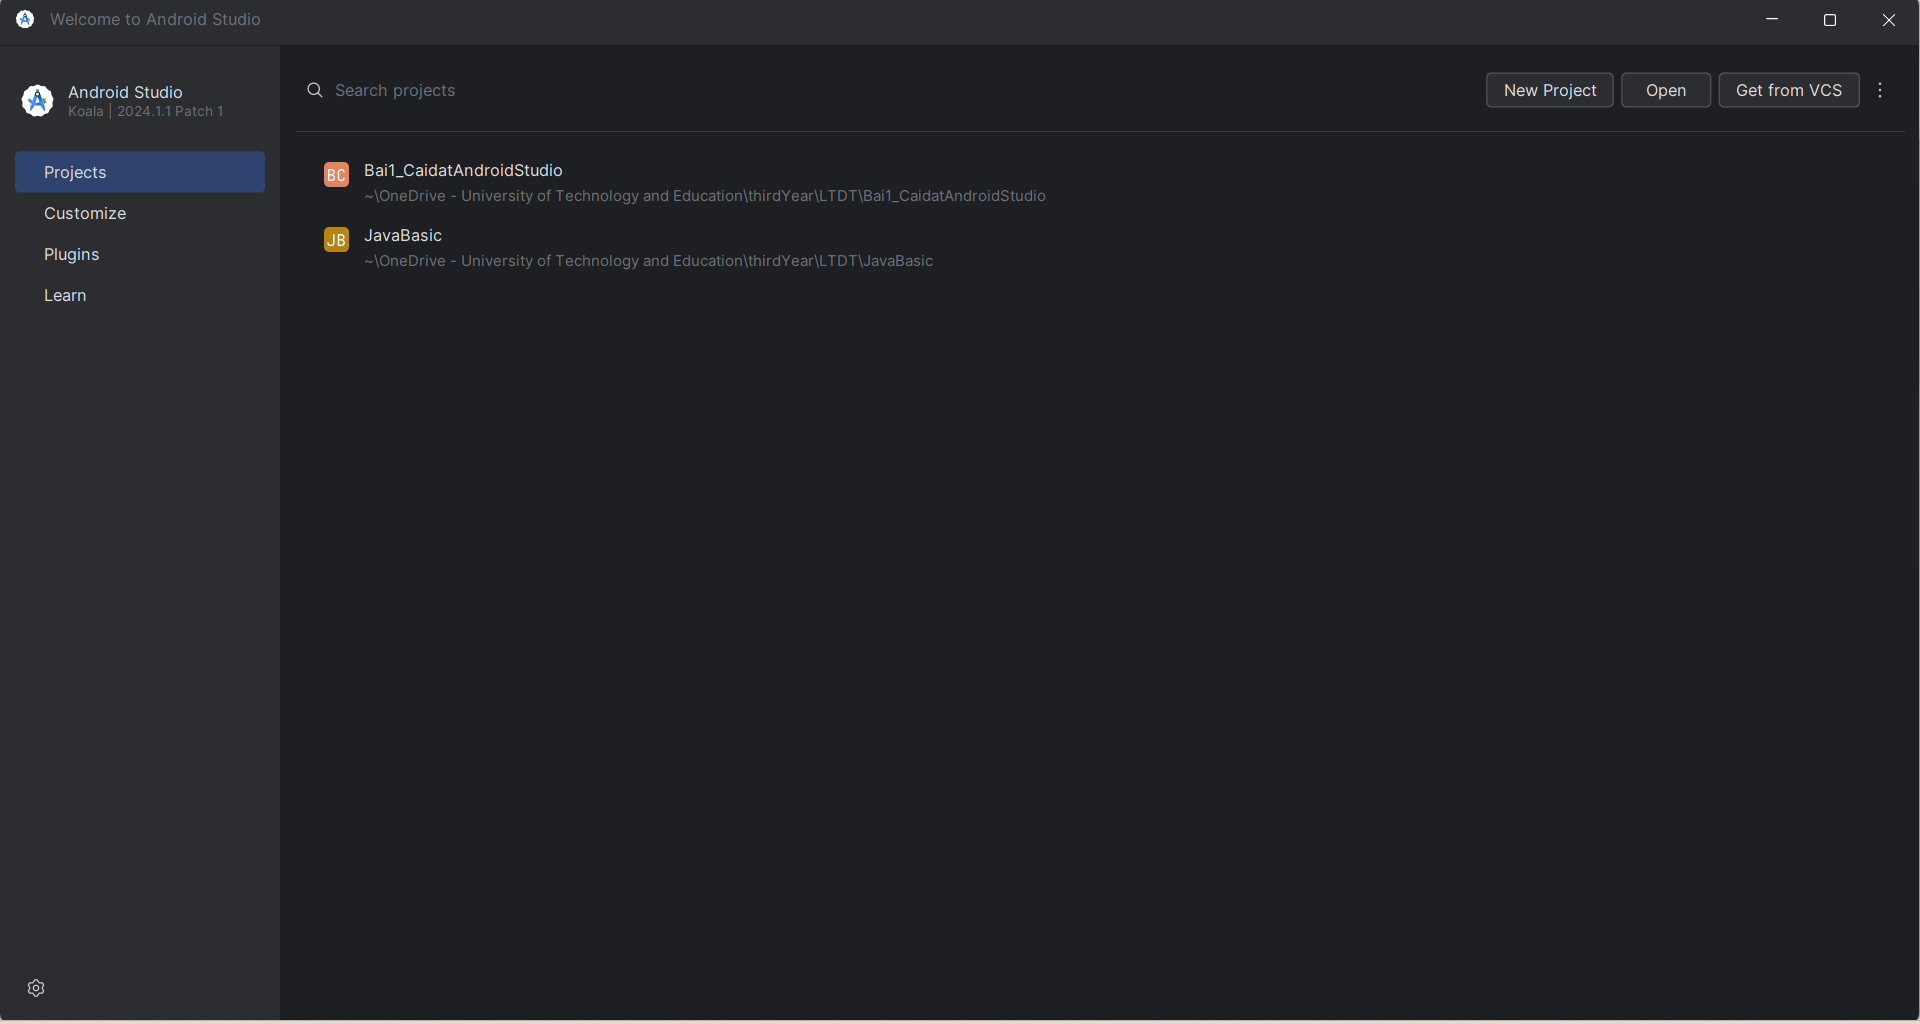 Welcome to Android Studio
Android Studio
Koala | 2024.1.1 Patch 1
Projects
Customize
Plugins
Learn
Search projects
New Project
Open
Get from VCS
BC
Bai1_CaidatAndroidStudio
~\OneDrive - University of Technology and Education\thirdYear\LTDT\Bai1_CaidatAndroidStudio
JB
JavaBasic
~\OneDrive - University of Technology and Education\thirdYear\LTDT\JavaBasic